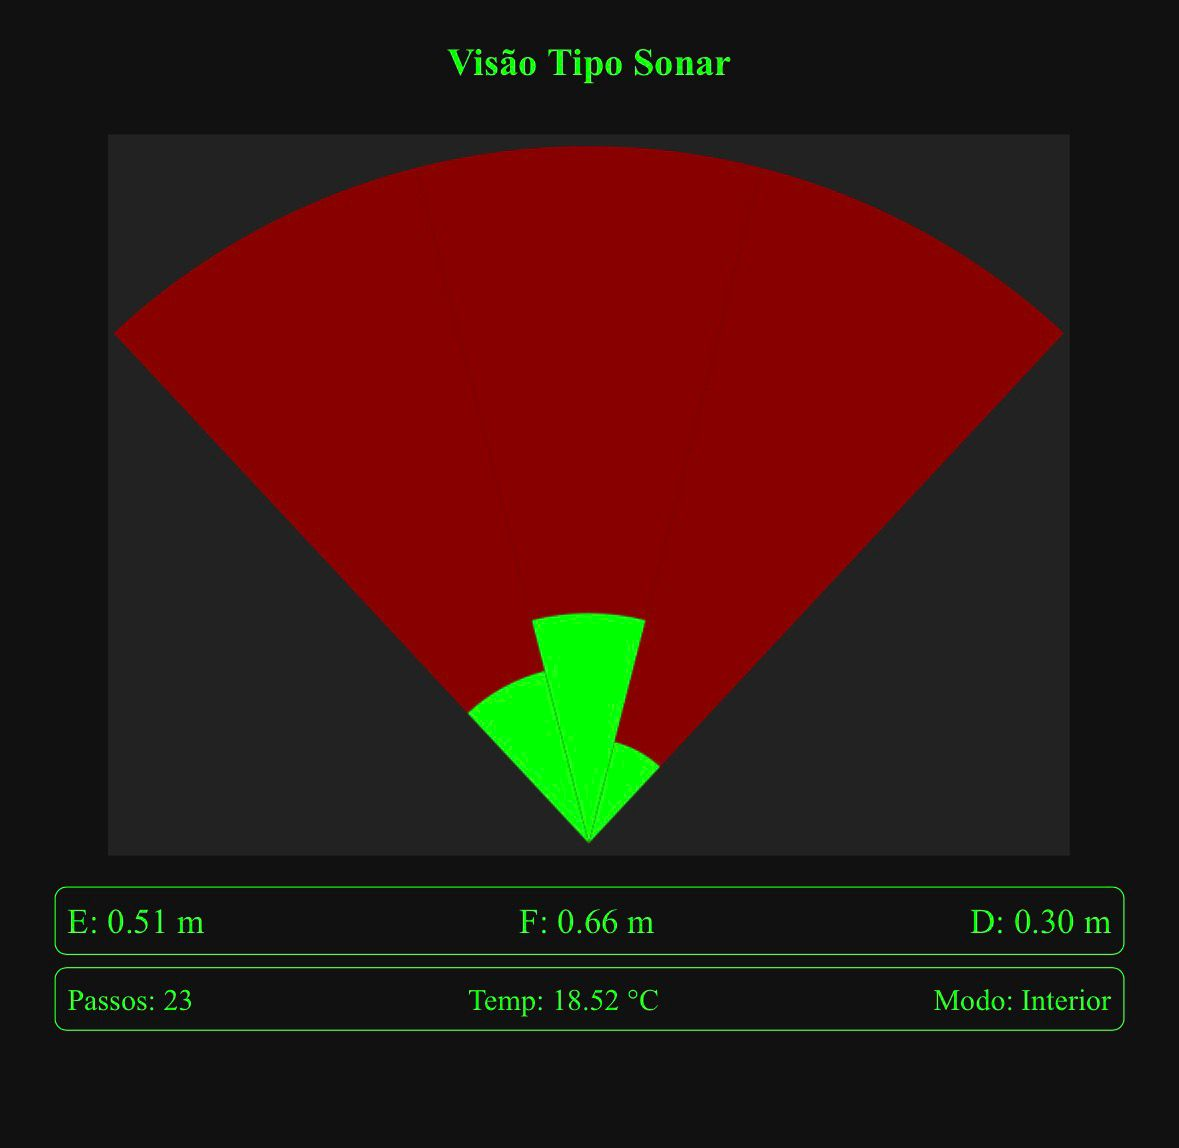 Visão Tipo Sonar
E: 0.51 m F: 0.66 m D: 0.30 m
Passos: 23 Temp: 18.52 °C Modo: Interior